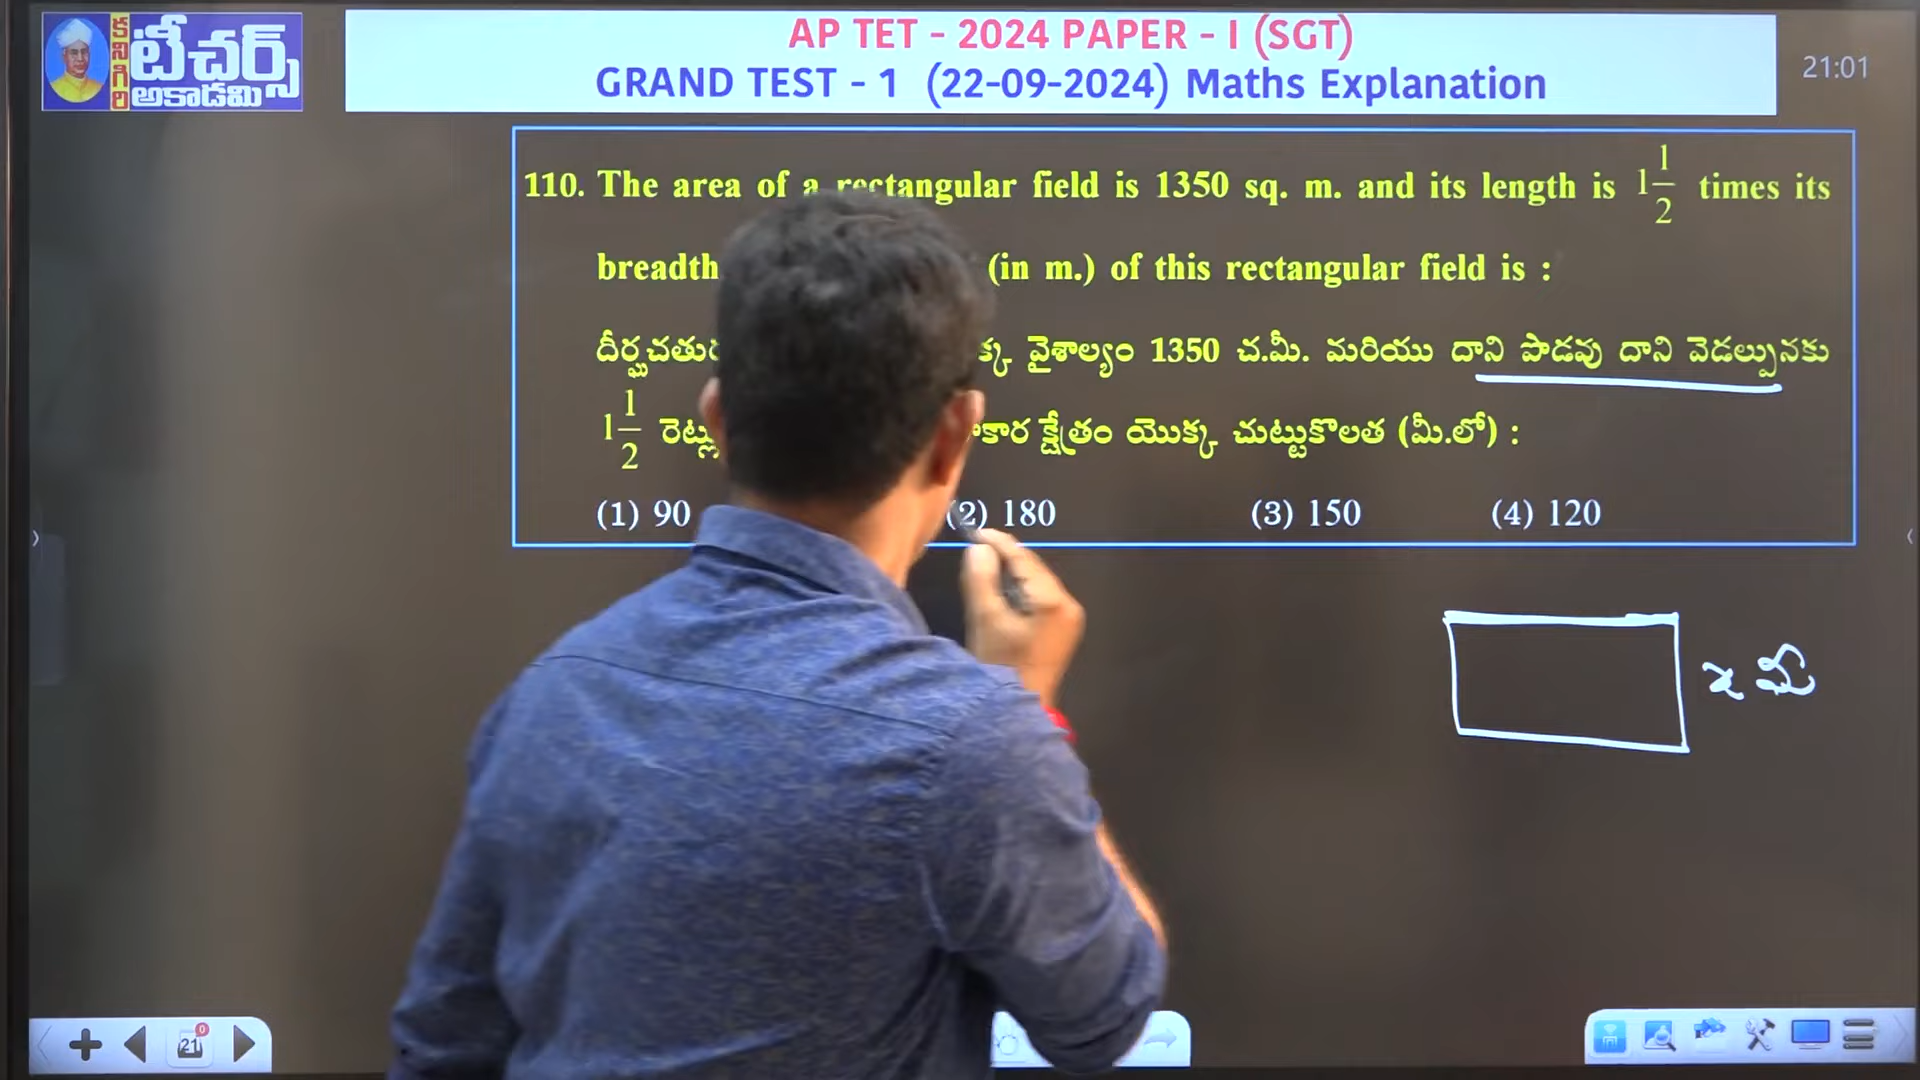 కనిగిరి
టీచర్స్
అకాడమి
AP TET - 2024 PAPER - I (SGT)
GRAND TEST - 1 (22-09-2024) Maths Explanation
21:01
110. The area of a rectangular field is 1350 sq. m. and its length is 1 1/2 times its
breadth (in m.) of this rectangular field is :
వైశాల్యం 1350 చ.మీ. మరియు దాని పొడవు దాని వెడల్పునకు
1 1/2 క్షేత్రం యొక్క చుట్టుకొలత (మీ.లో) :
(1) 90 (2) 180 (3) 150 (4) 120
x మీ
21
0